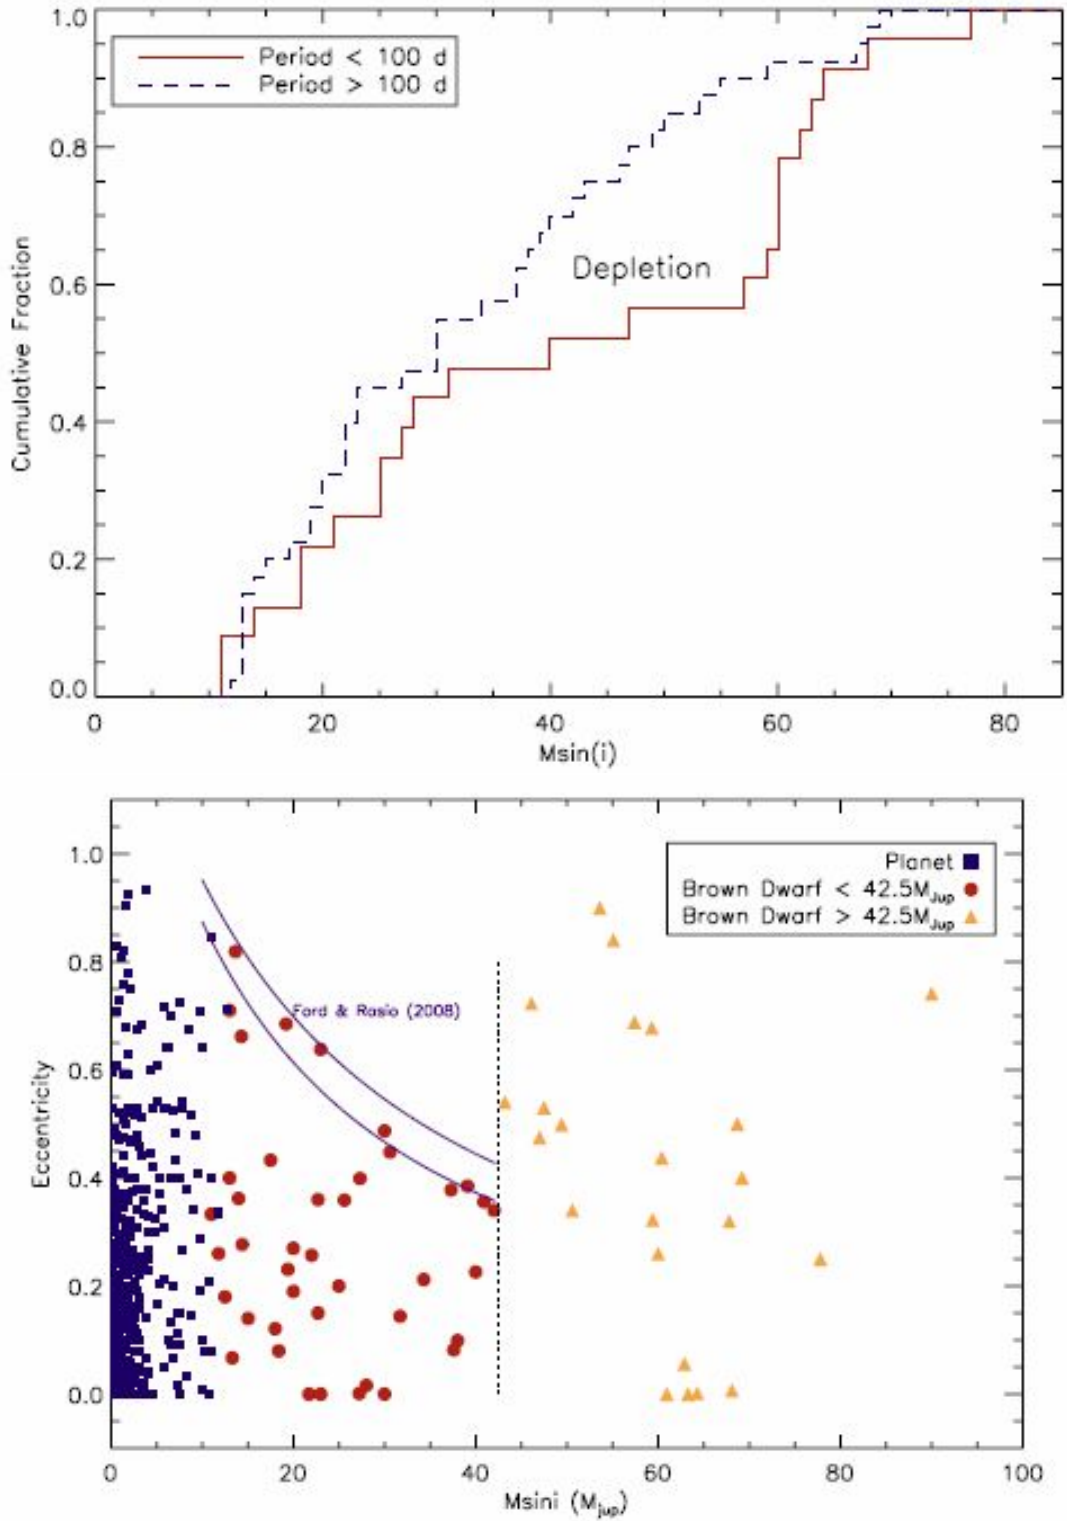 1.0
0.8
0.6
0.4
0.2
0.0
Cumulative Fraction
Period < 100 d
Period > 100 d
Depletion
0 20 40 60 80
Msin(i)
1.0
0.8
0.6
0.4
0.2
0.0
Eccentricity
Planet
Brown Dwarf < 42.5MJup
Brown Dwarf > 42.5MJup
Ford & Rasio (2008)
0 20 40 60 80 100
Msini (Mjup)